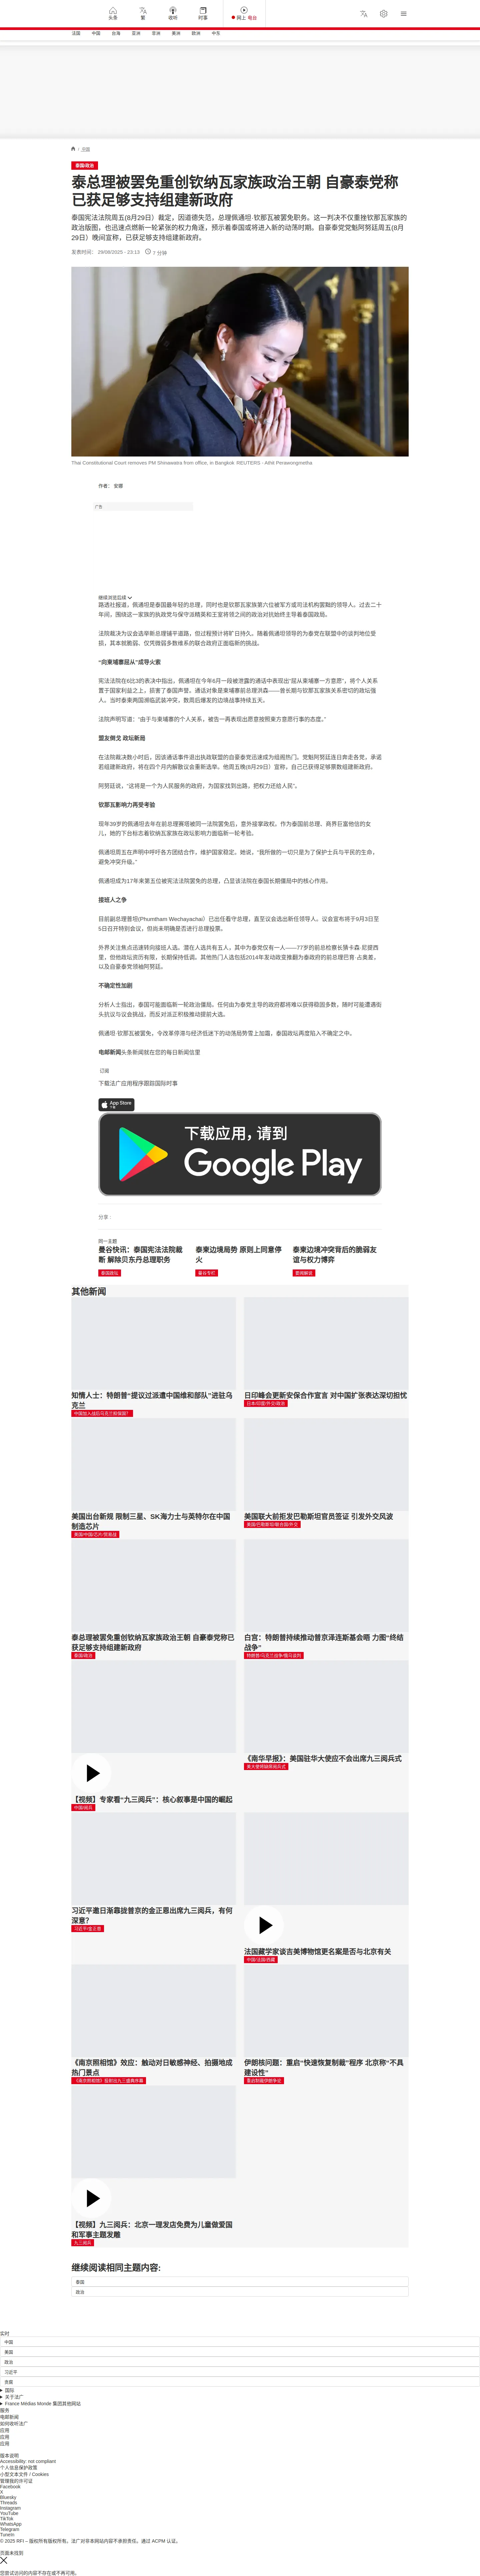 头条
要
收听
时事
网上 电台
法国
中国
台海
亚洲
非洲
美洲
欧洲
中东
/ 中国
泰国/政治
泰总理被罢免重创钦纳瓦家族政治王朝 自豪泰党称
已获足够支持组建新政府
泰国宪法法院周五(8月29日）裁定，因道德失范，总理佩通坦·钦那瓦被罢免职务。这一判决不仅重挫钦那瓦家族的
政治版图，也迅速点燃新一轮紧张的权力角逐，预示着泰国或将进入新的动荡时期。自豪泰党党魁阿努廷周五(8月
29日）晚间宣称，已获足够支持组建新政府。
发表时间： 29/08/2025 - 23:13
7 分钟
Thai Constitutional Court removes PM Shinawatra from office, in Bangkok REUTERS - Athit Perawongmetha
作者： 安娜
广告
继续浏览后续
路透社报道，佩通坦是泰国最年轻的总理，同时也是钦那瓦家族第六位被军方或司法机构罢黜的领导人。过去二十
年间，围绕这一家族的执政党与保守派精英和王室将领之间的政治对抗始终主导着泰国政局。
法院裁决为议会选举新总理铺平道路，但过程预计将旷日持久。随着佩通坦领导的为泰党在联盟中的谈判地位受
损，其本就脆弱、仅凭微弱多数维系的联合政府正面临新的挑战。
“向柬埔寨屈从”成导火索
宪法法院在6比3的表决中指出，佩通坦在今年6月一段被泄露的通话中表现出“屈从柬埔寨一方意愿”，将个人关系
置于国家利益之上，损害了泰国声誉。通话对象是柬埔寨前总理洪森——曾长期与钦那瓦家族关系密切的政坛强
人。当时泰柬两国濒临武装冲突，数周后爆发的边境战事持续五天。
法院声明写道：“由于与柬埔寨的个人关系，被告一再表现出愿意按照柬方意愿行事的态度。”
盟友倒戈 政坛新局
在法院裁决数小时后，因该通话事件退出执政联盟的自豪泰党迅速成为组阁热门。党魁阿努廷连日奔走各党，承诺
若组建新政府，将在四个月内解散议会重新选举。他周五晚(8月29日）宣称，自己已获得足够票数组建新政府。
阿努廷说，“这将是一个为人民服务的政府，为国家找到出路，把权力还给人民”。
钦那瓦影响力再受考验
现年39岁的佩通坦去年在前总理赛塔被同一法院罢免后，意外接掌政权。作为泰国前总理、商界巨富他信的女
儿，她的下台标志着钦纳瓦家族在政坛影响力面临新一轮考验。
佩通坦周五在声明中呼吁各方团结合作，维护国家稳定。她说，“我所做的一切只是为了保护士兵与平民的生命，
避免冲突升级。”
佩通坦成为17年来第五位被宪法法院罢免的总理，凸显该法院在泰国长期僵局中的核心作用。
接班人之争
目前副总理普坦(Phumtham Wechayachai）已出任看守总理，直至议会选出新任领导人。议会宣布将于9月3日至
5日召开特别会议，但尚未明确是否进行总理投票。
外界关注焦点迅速转向接班人选。潜在人选共有五人，其中为泰党仅有一人——77岁的前总检察长猜卡森·尼提西
里，但他政坛资历有限，长期保持低调。其他热门人选包括2014年发动政变推翻为泰政府的前总理巴育·占奥差，
以及自豪泰党领袖阿努廷。
不确定性加剧
分析人士指出，泰国可能面临新一轮政治僵局。任何由为泰党主导的政府都将难以获得稳固多数，随时可能遭遇街
头抗议与议会挑战，而反对派正积极推动提前大选。
佩通坦·钦那瓦被罢免，令改革停滞与经济低迷下的动荡局势雪上加霜，泰国政坛再度陷入不确定之中。
电邮新闻头条新闻就在您的每日新闻信里
订阅
下载法广应用程序跟踪国际时事
App Store
下载应用，请到
Google Play
分享 :
同一主题
曼谷快讯：泰国宪法法院裁
断 解除贝东丹总理职务
泰国政坛
泰柬边境局势 原则上同意停
火
曼谷专栏
泰柬边境冲突背后的脆弱友
谊与权力博弈
要闻解说
其他新闻
知情人士：特朗普“提议过派遣中国维和部队”进驻乌
克兰
日印峰会更新安保合作宣言 对中国扩张表达深切担忧
日本/印度/外交/政治
美国出台新规 限制三星、SK海力士与英特尔在中国
制造芯片
美国/中国/芯片/贸易战
美国联大前拒发巴勒斯坦官员签证 引发外交风波
美国/巴勒斯坦/联合国/外交
泰总理被罢免重创钦纳瓦家族政治王朝 自豪泰党称已
获足够支持组建新政府
泰国/政治
白宫：特朗普持续推动普京泽连斯基会晤 力图“终结
战争”
特朗普/乌克兰战争/俄乌谈判
【视频】专家看“九三阅兵”：核心叙事是中国的崛起
中国/阅兵
《南华早报》：美国驻华大使应不会出席九三阅兵式
美大使将缺席阅兵式
习近平邀日渐靠拢普京的金正恩出席九三阅兵，有何
深意？
习近平/金正恩
法国藏学家谈吉美博物馆更名案是否与北京有关
中国/法国/西藏
《南京照相馆》效应：触动对日敏感神经、拍摄地成
热门景点
伊朗核问题：重启"快速恢复制裁"程序 北京称“不具
建设性”
重启制裁伊朗争论
【视频】九三阅兵：北京一理发店免费为儿童做爱国
和军事主题发雕
九三阅兵
继续阅读相同主题内容:
泰国
政治
实时
中国
美国
政治
习近平
贪腐
国际
关于法广
France Médias Monde 集团其他网站
服务
电邮新闻
如何收听法广
应用
应用
应用
版本说明
Accessibility: not compliant
个人信息保护政策
小型文本文件 / Cookies
管理我的许可证
Facebook
X
Bluesky
Threads
Instagram
YouTube
TikTok
WhatsApp
Telegram
TuneIn
© 2025 RFI – 版权所有版权所有。法广对非本网站内容不承担责任。通过 ACPM 认证。
页面未找到
您尝试访问的内容不存在或不再可用。